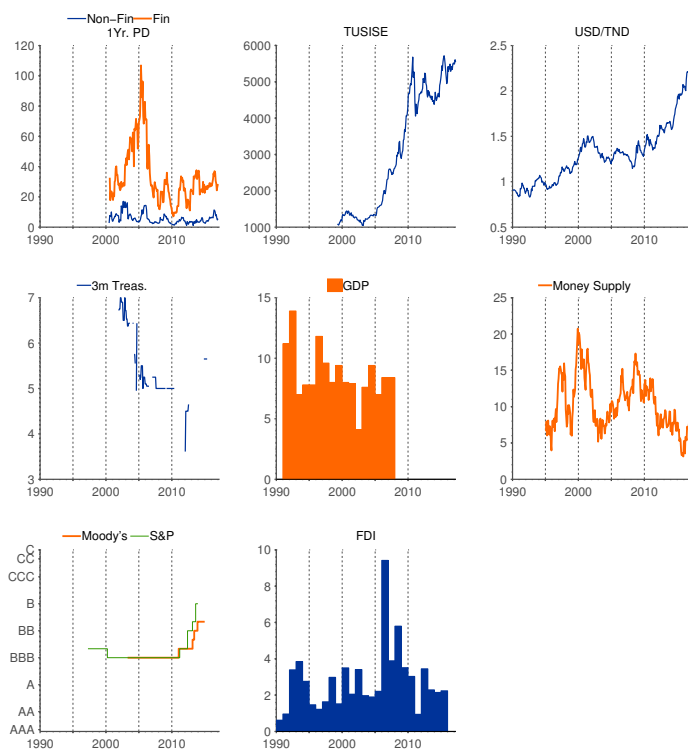 Non−Fin Fin
1Yr. PD
120
100
80
60
40
20
0
1990 2000 2010
TUSISE
6000
5000
4000
3000
2000
1000
1990 2000 2010
USD/TND
2.5
2
1.5
1
0.5
1990 2000 2010
3m Treas.
7
6
5
4
3
1990 2000 2010
GDP
15
10
5
0
1990 2000 2010
Money Supply
25
20
15
10
5
0
1990 2000 2010
Moody's S&P
C
CC
CCC
B
BB
BBB
A
AA
AAA
1990 2000 2010
FDI
10
8
6
4
2
0
1990 2000 2010